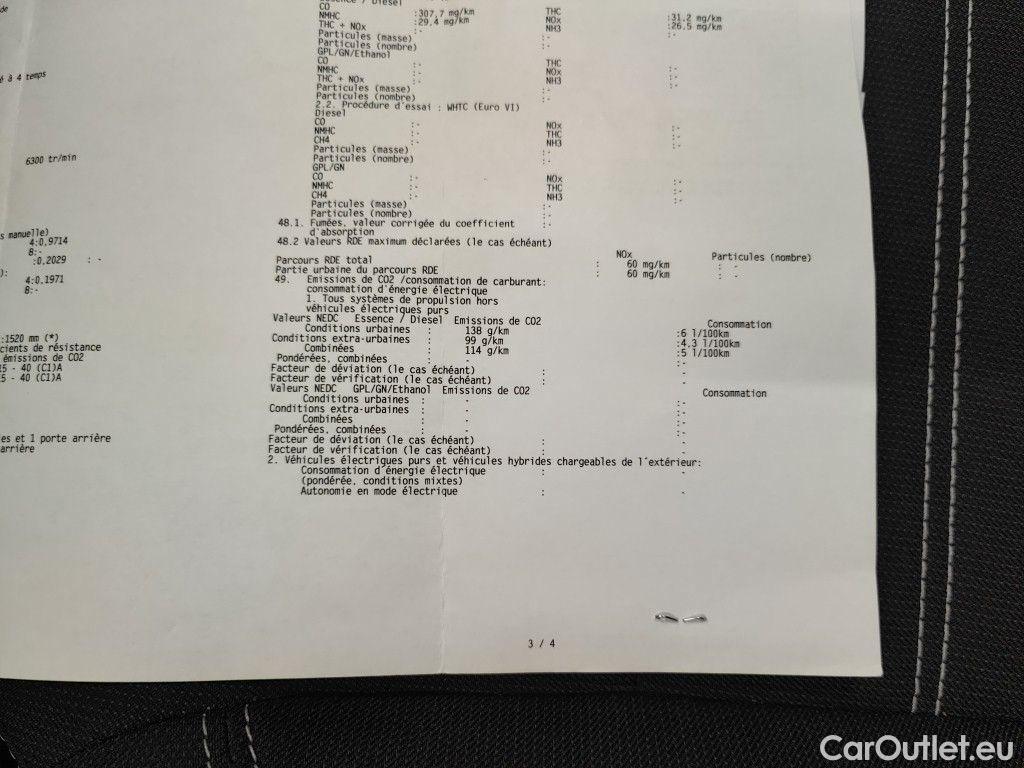 de
é à 4 temps
6300 tr/min
s manuelle)
4:0,9714
8:-
:0,2029 : -
):
4:0,1971
8:-
:1520 mm (*)
cients de résistance
émissions de CO2
15 - 40 (C1)A
5 - 40 (C1)A
es et 1 porte arrière
arrière
Essence / Diesel
CO :307,7 mg/km THC :31,2 mg/km
NMHC :29,4 mg/km NOx :26,5 mg/km
THC + NOx :- NH3 :-
Particules (masse) :-
Particules (nombre) :-
GPL/GN/Ethanol
CO :- THC :-
NMHC :- NOx :-
THC + NOx :- NH3 :-
Particules (masse) :-
Particules (nombre) :-
2.2. Procédure d'essai : WHTC (Euro VI)
Diesel
CO :- NOx :-
NMHC :- THC :-
CH4 :- NH3 :-
Particules (masse) :-
Particules (nombre) :-
GPL/GN
CO :- NOx :-
NMHC :- THC :-
CH4 :- NH3 :-
Particules (masse) :-
Particules (nombre) :-
48.1. Fumées, valeur corrigée du coefficient :-
d'absorption
48.2 Valeurs RDE maximum déclarées (le cas échéant)
NOx Particules (nombre)
Parcours RDE total : 60 mg/km : -
Partie urbaine du parcours RDE : 60 mg/km : -
49. Emissions de CO2 /consommation de carburant:
consommation d'énergie électrique
1. Tous systèmes de propulsion hors
véhicules électriques purs
Valeurs NEDC Essence / Diesel Emissions de CO2 Consommation
Conditions urbaines : 138 g/km :6 l/100km
Conditions extra-urbaines : 99 g/km :4,3 l/100km
Combinées : 114 g/km :5 l/100km
Pondérées, combinées : - :-
Facteur de déviation (le cas échéant) : -
Facteur de vérification (le cas échéant) : -
Valeurs NEDC GPL/GN/Ethanol Emissions de CO2 Consommation
Conditions urbaines : - :-
Conditions extra-urbaines : - :-
Combinées : - :-
Pondérées, combinées : - :-
Facteur de déviation (le cas échéant) : -
Facteur de vérification (le cas échéant) : -
2. Véhicules électriques purs et véhicules hybrides chargeables de l'extérieur:
Consommation d'énergie électrique : -
(pondérée, conditions mixtes)
Autonomie en mode électrique : -
3 / 4
CarOutlet.eu